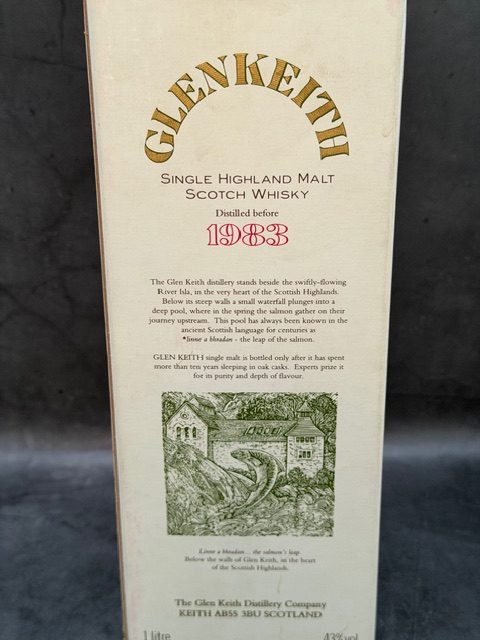 GLENKEITH
SINGLE HIGHLAND MALT
SCOTCH WHISKY
Distilled before
1983
The Glen Keith distillery stands beside the swiftly-flowing
River Isla, in the very heart of the Scottish Highlands.
Below its steep walls a small waterfall plunges into a
deep pool, where in the spring the salmon gather on their
journey upstream. This pool has always been known in the
ancient Scottish language for centuries as
*linne a bhradan - the leap of the salmon.
GLEN KEITH single malt is bottled only after it has spent
more than ten years sleeping in oak casks. Experts prize it
for its purity and depth of flavour.
(Linne a bhradan... the salmon's leap.
Below the walls of Glen Keith, in the heart
of the Scottish Highlands.
The Glen Keith Distillery Company
KEITH AB55 3BU SCOTLAND
1 litre 43% vol